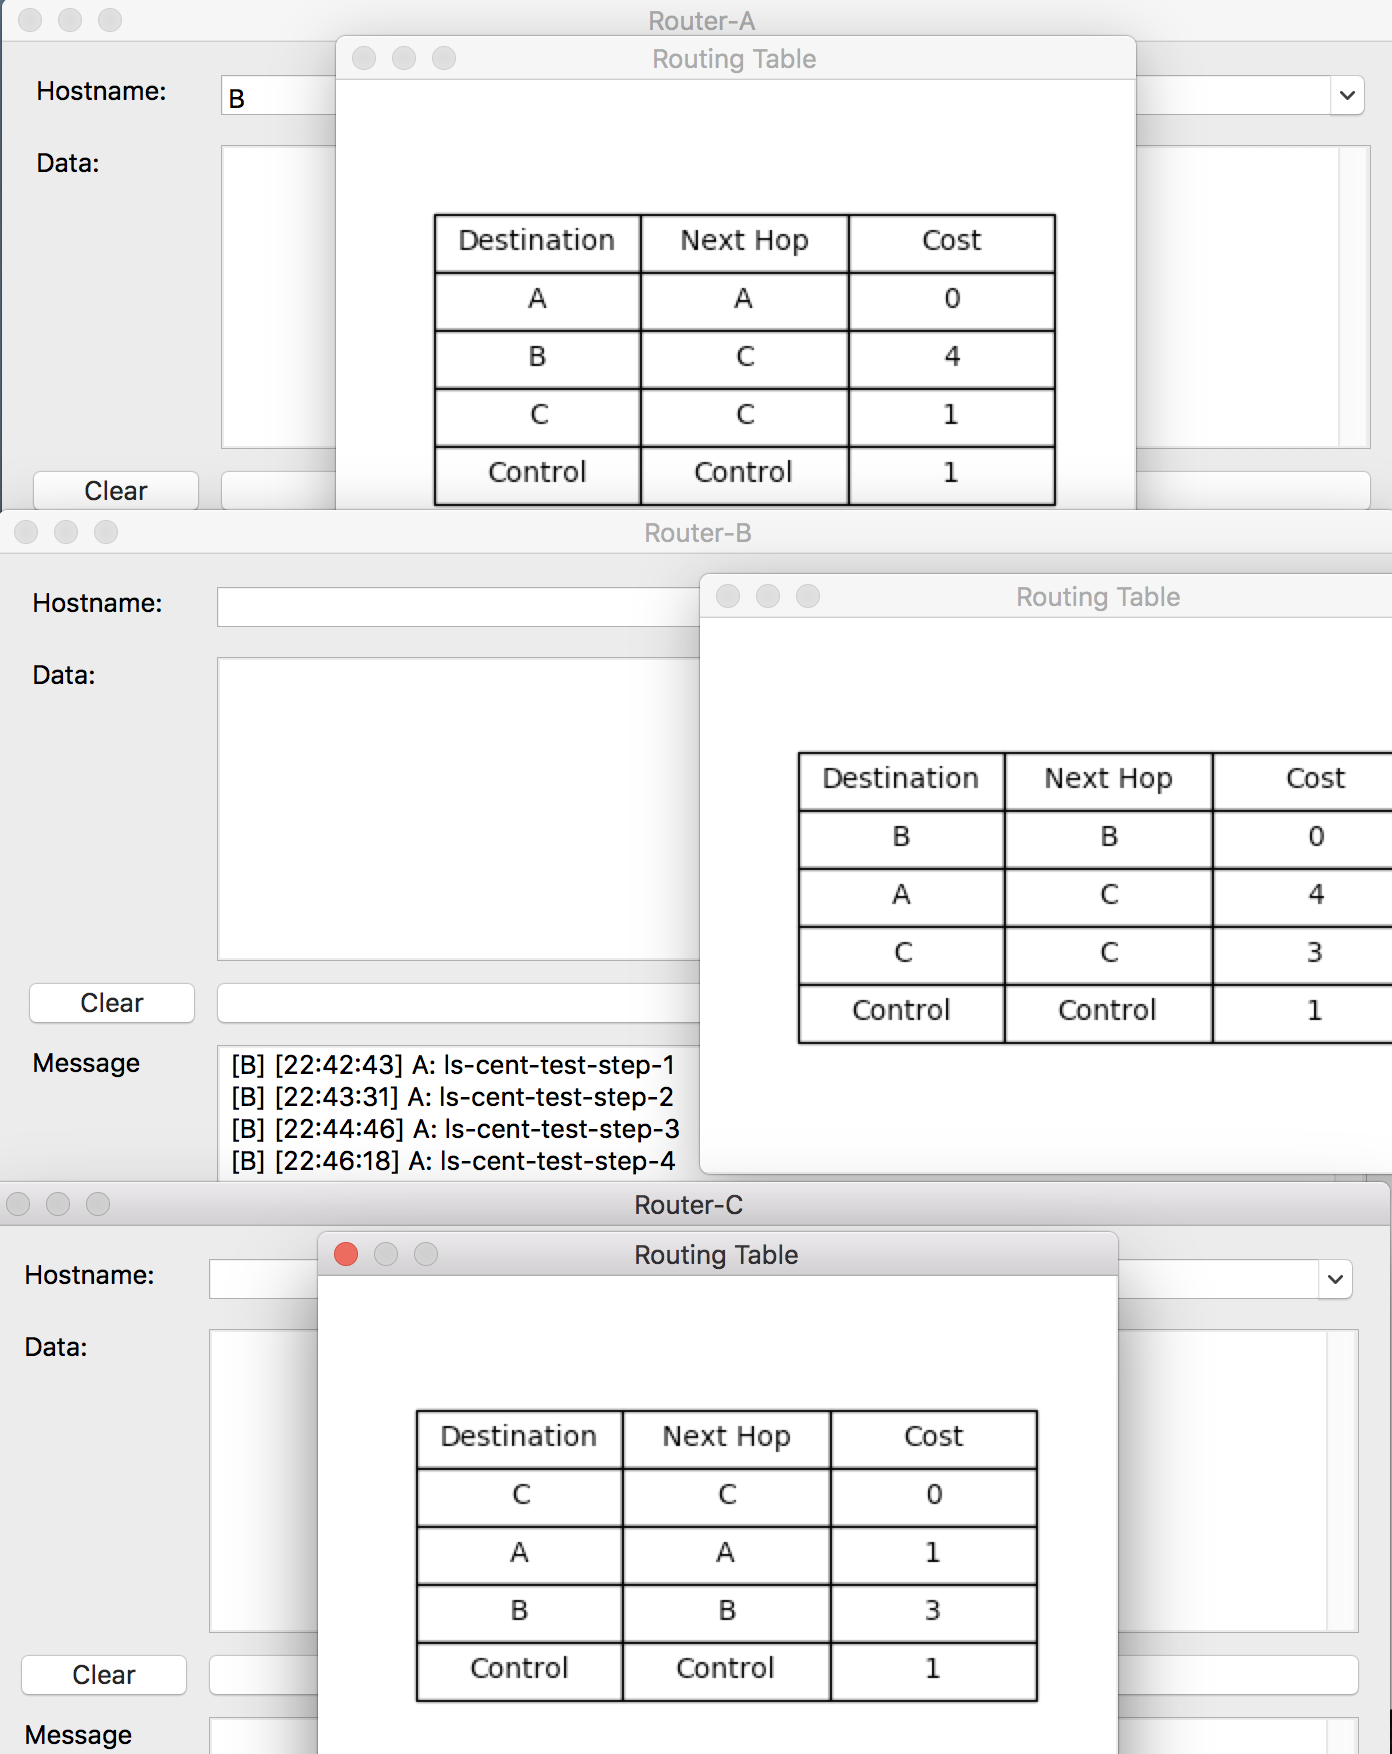 Router-A
Routing Table
Hostname:
B
Data:
Destination Next Hop Cost
A A 0
B C 4
C C 1
Control Control 1
Clear
Router-B
Hostname:
Routing Table
Data:
Destination Next Hop Cost
B B 0
A C 4
C C 3
Control Control 1
Clear
Message
[B] [22:42:43] A: ls-cent-test-step-1
[B] [22:43:31] A: ls-cent-test-step-2
[B] [22:44:46] A: ls-cent-test-step-3
[B] [22:46:18] A: ls-cent-test-step-4
Router-C
Routing Table
Hostname:
Data:
Destination Next Hop Cost
C C 0
A A 1
B B 3
Control Control 1
Clear
Message